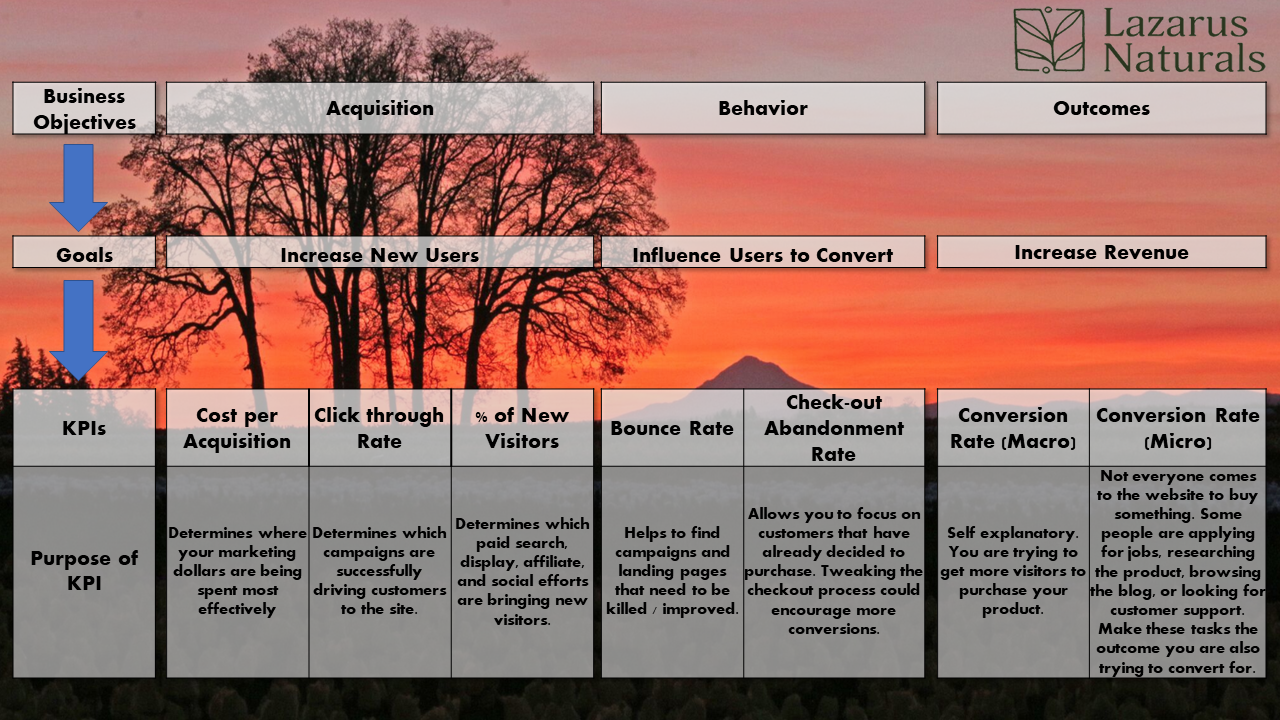 Lazarus
Naturals
Business
Objectives
Acquisition
Behavior
Outcomes
Goals
Increase New Users
Influence Users to Convert
Increase Revenue
KPIs
Cost per
Acquisition
Click through
Rate
% of New
Visitors
Bounce Rate
Check-out
Abandonment
Rate
Conversion
Rate (Macro)
Conversion Rate
(Micro)
Purpose of
KPI
Determines where
your marketing
dollars are being
spent most
effectively
Determines which
campaigns are
successfully
driving customers
to the site.
Determines which
paid search,
display, affiliate,
and social efforts
are bringing new
visitors.
Helps to find
campaigns and
landing pages
that need to be
killed / improved.
Allows you to focus on
customers that have
already decided to
purchase. Tweaking the
checkout process could
encourage more
conversions.
Self explanatory.
You are trying to
get more visitors to
purchase your
product.
Not everyone comes
to the website to buy
something. Some
people are applying
for jobs, researching
the product, browsing
the blog, or looking for
customer support.
Make these tasks the
outcome you are also
trying to convert for.